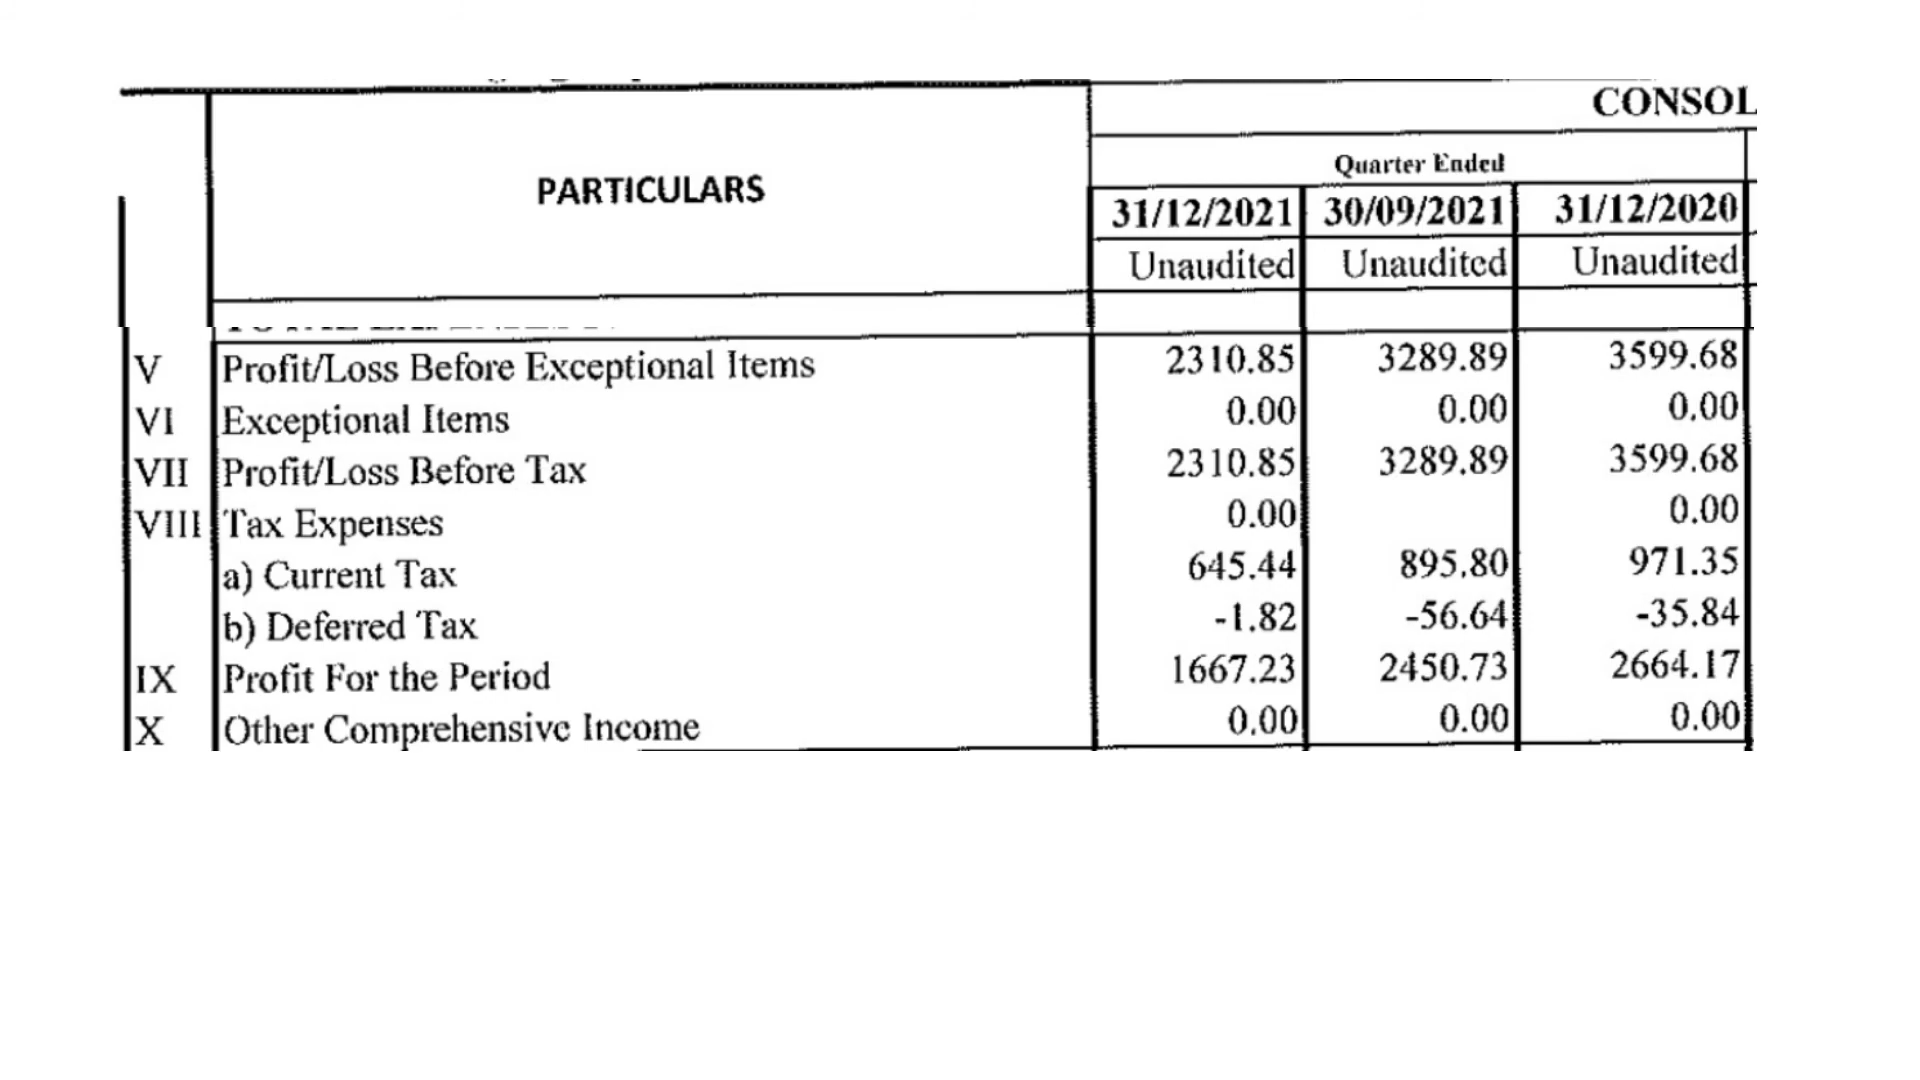 CONSOL
PARTICULARS
Quarter Ended
31/12/2021 30/09/2021 31/12/2020
Unaudited Unaudited Unaudited
V Profit/Loss Before Exceptional Items 2310.85 3289.89 3599.68
VI Exceptional Items 0.00 0.00 0.00
VII Profit/Loss Before Tax 2310.85 3289.89 3599.68
VIII Tax Expenses 0.00 0.00
a) Current Tax 645.44 895.80 971.35
b) Deferred Tax -1.82 -56.64 -35.84
IX Profit For the Period 1667.23 2450.73 2664.17
X Other Comprehensive Income 0.00 0.00 0.00